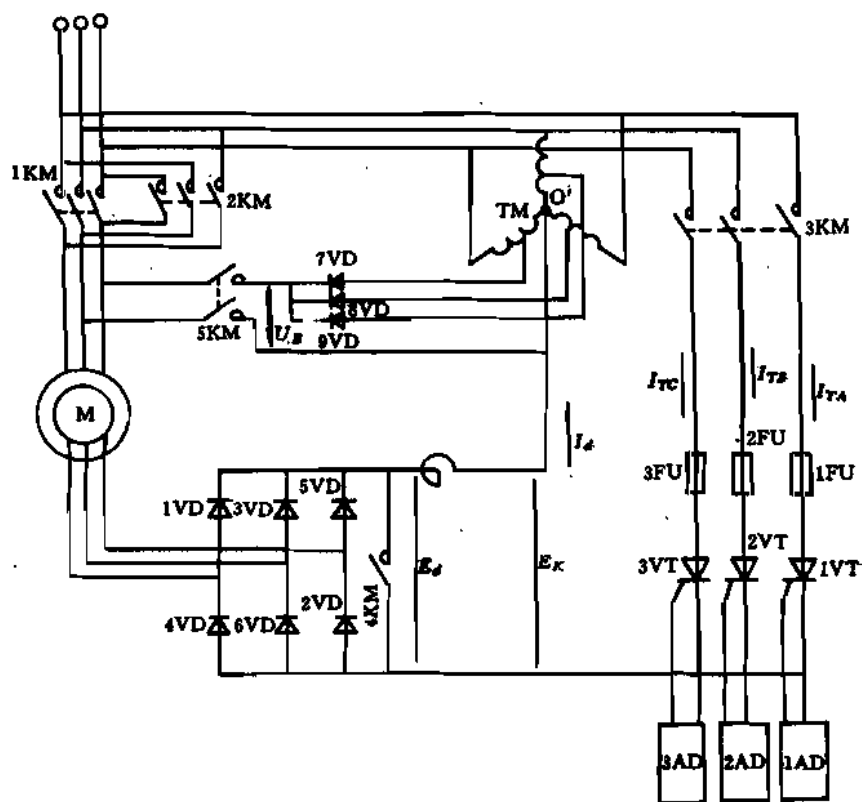 1KM
2KM
TM
O'
3KM
7VD
8VD
9VD
5KM
U_B
M
I_TC
I_TB
I_TA
I_d
3FU
2FU
1FU
1VD
3VD
5VD
4VD
6VD
2VD
4KM
E_d
E_K
3VT
2VT
1VT
3AD
2AD
1AD